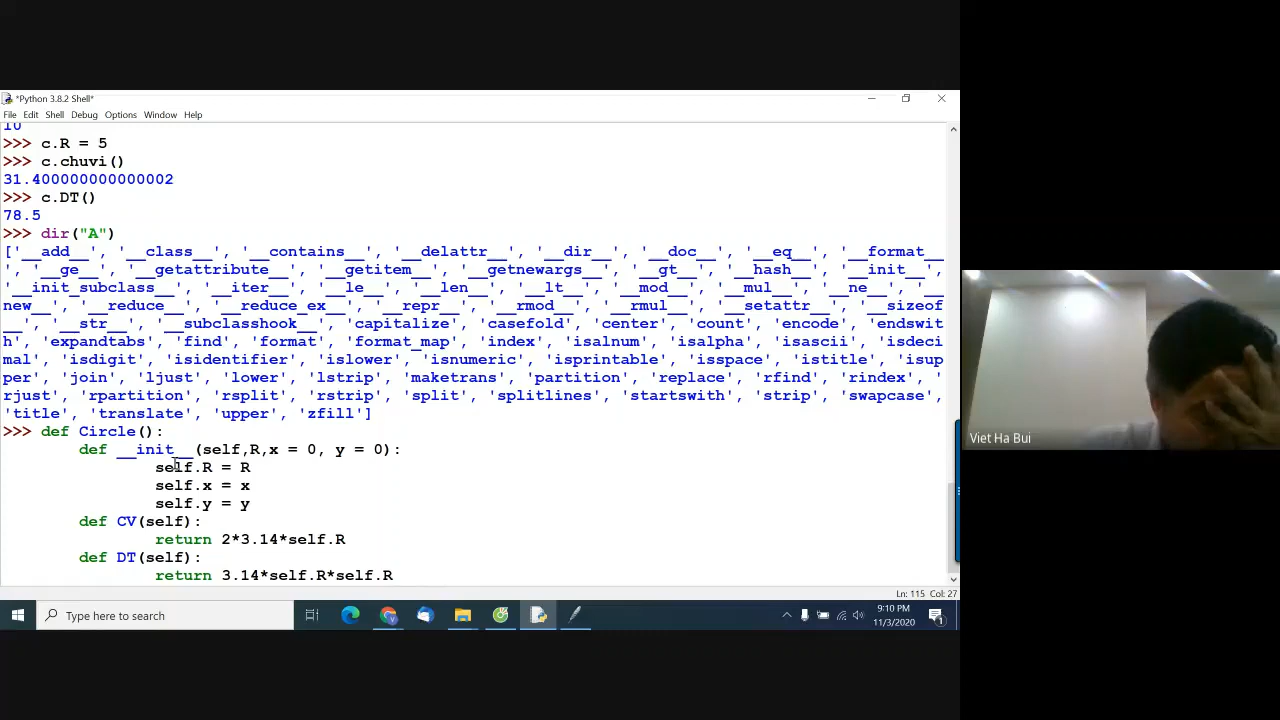 *Python 3.8.2 Shell*
File Edit Shell Debug Options Window Help
10
>>> c.R = 5
>>> c.chuvi()
31.400000000000002
>>> c.DT()
78.5
>>> dir("A")
['__add__', '__class__', '__contains__', '__delattr__', '__dir__', '__doc__', '__eq__', '__format__
', '__ge__', '__getattribute__', '__getitem__', '__getnewargs__', '__gt__', '__hash__', '__init__',
'__init_subclass__', '__iter__', '__le__', '__len__', '__lt__', '__mod__', '__mul__', '__ne__', '__
new__', '__reduce__', '__reduce_ex__', '__repr__', '__rmod__', '__rmul__', '__setattr__', '__sizeof
__', '__str__', '__subclasshook__', 'capitalize', 'casefold', 'center', 'count', 'encode', 'endswit
h', 'expandtabs', 'find', 'format', 'format_map', 'index', 'isalnum', 'isalpha', 'isascii', 'isdeci
mal', 'isdigit', 'isidentifier', 'islower', 'isnumeric', 'isprintable', 'isspace', 'istitle', 'isup
per', 'join', 'ljust', 'lower', 'lstrip', 'maketrans', 'partition', 'replace', 'rfind', 'rindex', '
rjust', 'rpartition', 'rsplit', 'rstrip', 'split', 'splitlines', 'startswith', 'strip', 'swapcase',
'title', 'translate', 'upper', 'zfill']
>>> def Circle():
def __init__(self,R,x = 0, y = 0):
self.R = R
self.x = x
self.y = y
def CV(self):
return 2*3.14*self.R
def DT(self):
return 3.14*self.R*self.R
Ln: 115 Col: 27
Type here to search
9:10 PM
11/3/2020
1
Viet Ha Bui